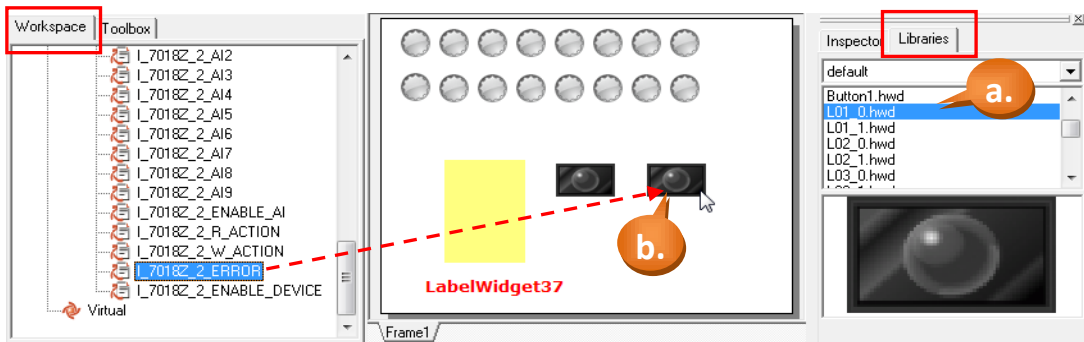 Workspace
Toolbox
I_7018Z_2_AI2
I_7018Z_2_AI3
I_7018Z_2_AI4
I_7018Z_2_AI5
I_7018Z_2_AI6
I_7018Z_2_AI7
I_7018Z_2_AI8
I_7018Z_2_AI9
I_7018Z_2_ENABLE_AI
I_7018Z_2_R_ACTION
I_7018Z_2_W_ACTION
I_7018Z_2_ERROR
I_7018Z_2_ENABLE_DEVICE
Virtual
b.
LabelWidget37
Frame1
Inspector
Libraries
default
a.
Button1.hwd
L01_0.hwd
L01_1.hwd
L02_0.hwd
L02_1.hwd
L03_0.hwd